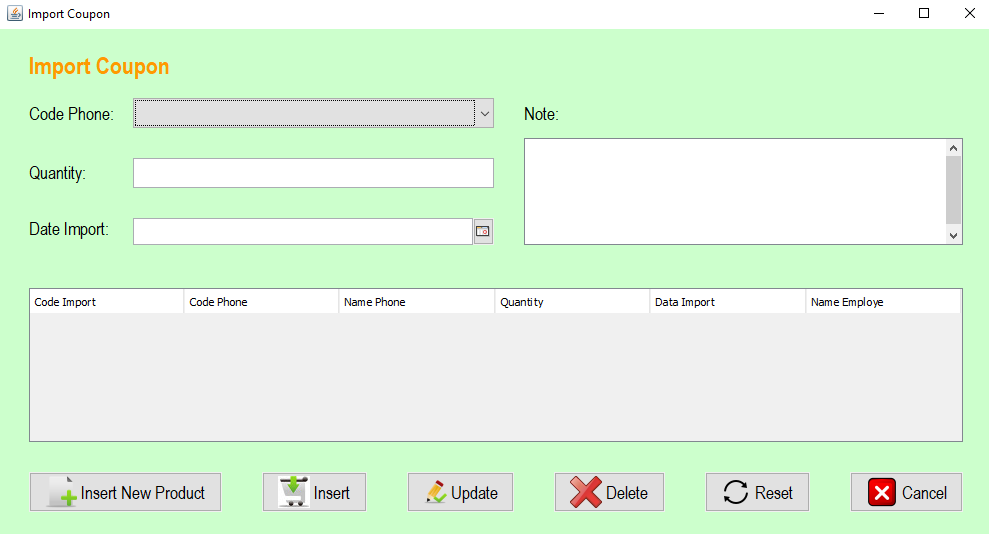 Import Coupon
Import Coupon
Code Phone:
Note:
Quantity:
Date Import:
Code Import Code Phone Name Phone Quantity Data Import Name Employe
Insert New Product Insert Update Delete Reset Cancel